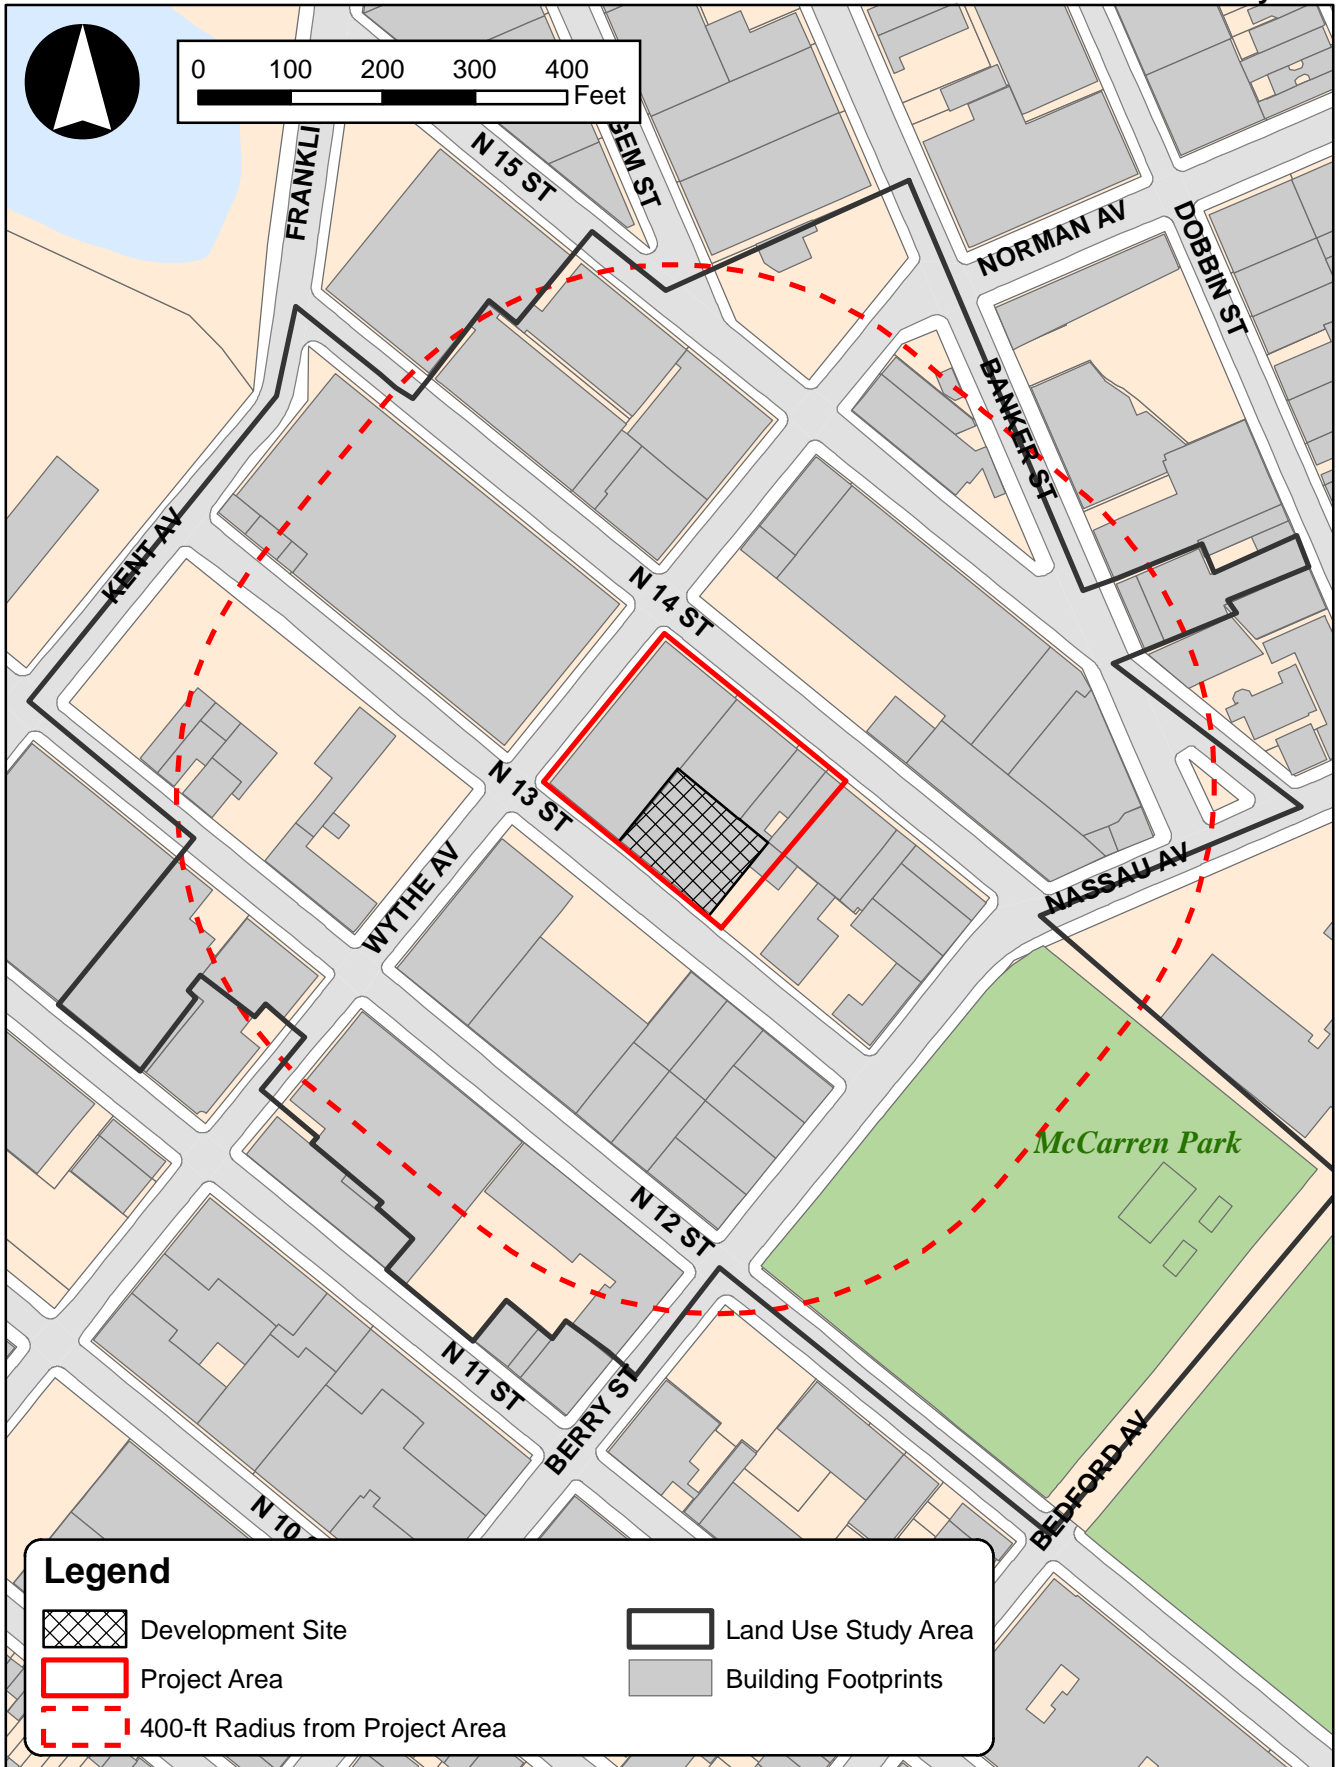 0 100 200 300 400
Feet
FRANKLI
N 15 ST
GEM ST
NORMAN AV
DOBBIN ST
BANKER ST
KENT AV
N 14 ST
N 13 ST
WYTHE AV
NASSAU AV
McCarren Park
N 12 ST
N 11 ST
BERRY ST
BEDFORD AV
N 10
Legend
Development Site
Project Area
400-ft Radius from Project Area
Land Use Study Area
Building Footprints